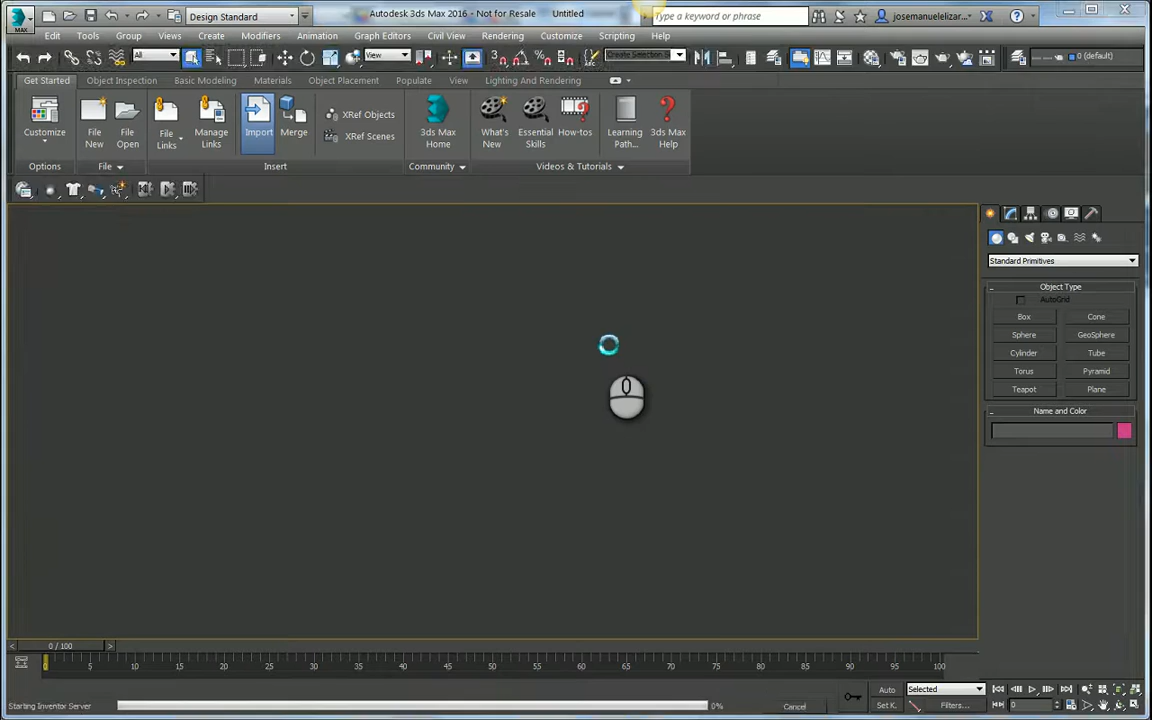 Design Standard Autodesk 3ds Max 2016 - Not for Resale Untitled Type a keyword or phrase josemanuelelizar...
MAX
Edit Tools Group Views Create Modifiers Animation Graph Editors Civil View Rendering Customize Scripting Help
All View Create Selection S 0 (default)
Get Started Object Inspection Basic Modeling Materials Object Placement Populate View Lighting And Rendering
Customize File New File Open File Links Manage Links Import Merge XRef Objects XRef Scenes 3ds Max Home What's New Essential Skills How-tos Learning Path... 3ds Max Help
Options File Insert Community Videos & Tutorials
Standard Primitives
Object Type
AutoGrid
Box Cone
Sphere GeoSphere
Cylinder Tube
Torus Pyramid
Teapot Plane
Name and Color
0 / 100
0 5 10 15 20 25 30 35 40 45 50 55 60 65 70 75 80 85 90 95 100
Auto Selected
Starting Inventor Server 0% Cancel Set K. Filters... 0